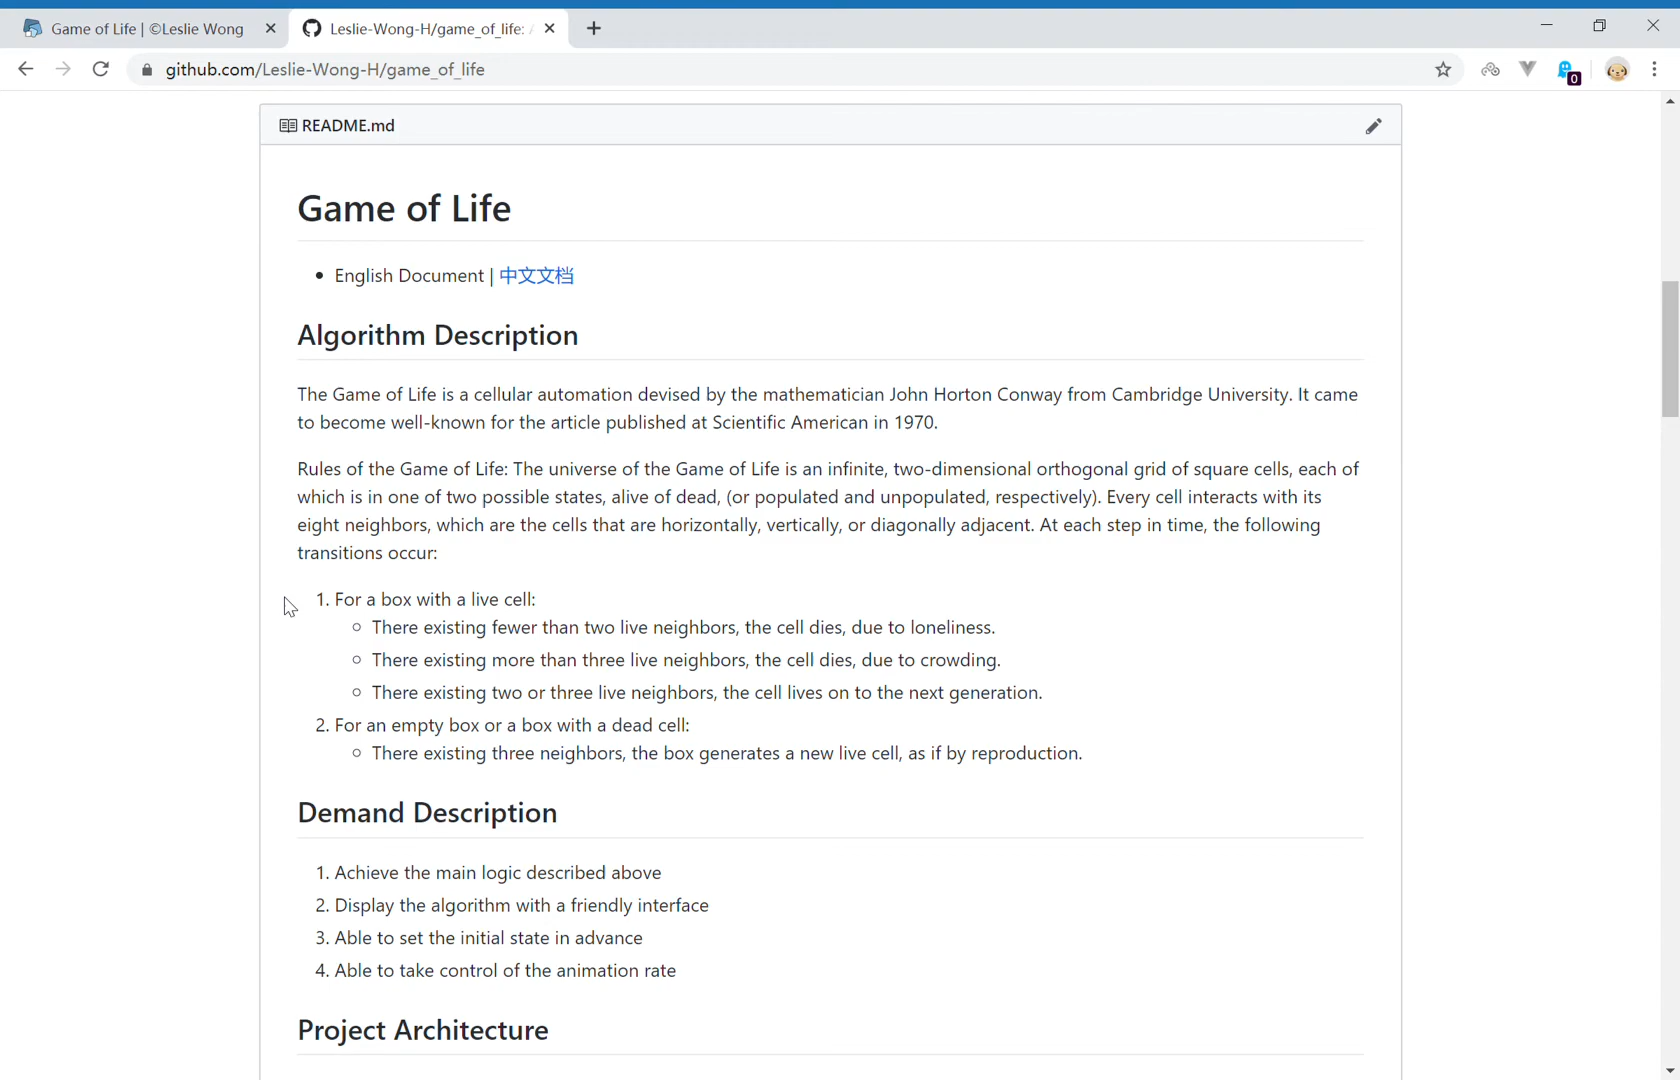 Game of Life | ©Leslie Wong
Leslie-Wong-H/game_of_life:
github.com/Leslie-Wong-H/game_of_life
0
README.md
Game of Life
English Document | 中文文档
Algorithm Description
The Game of Life is a cellular automation devised by the mathematician John Horton Conway from Cambridge University. It came
to become well-known for the article published at Scientific American in 1970.
Rules of the Game of Life: The universe of the Game of Life is an infinite, two-dimensional orthogonal grid of square cells, each of
which is in one of two possible states, alive of dead, (or populated and unpopulated, respectively). Every cell interacts with its
eight neighbors, which are the cells that are horizontally, vertically, or diagonally adjacent. At each step in time, the following
transitions occur:
1. For a box with a live cell:
There existing fewer than two live neighbors, the cell dies, due to loneliness.
There existing more than three live neighbors, the cell dies, due to crowding.
There existing two or three live neighbors, the cell lives on to the next generation.
2. For an empty box or a box with a dead cell:
There existing three neighbors, the box generates a new live cell, as if by reproduction.
Demand Description
1. Achieve the main logic described above
2. Display the algorithm with a friendly interface
3. Able to set the initial state in advance
4. Able to take control of the animation rate
Project Architecture